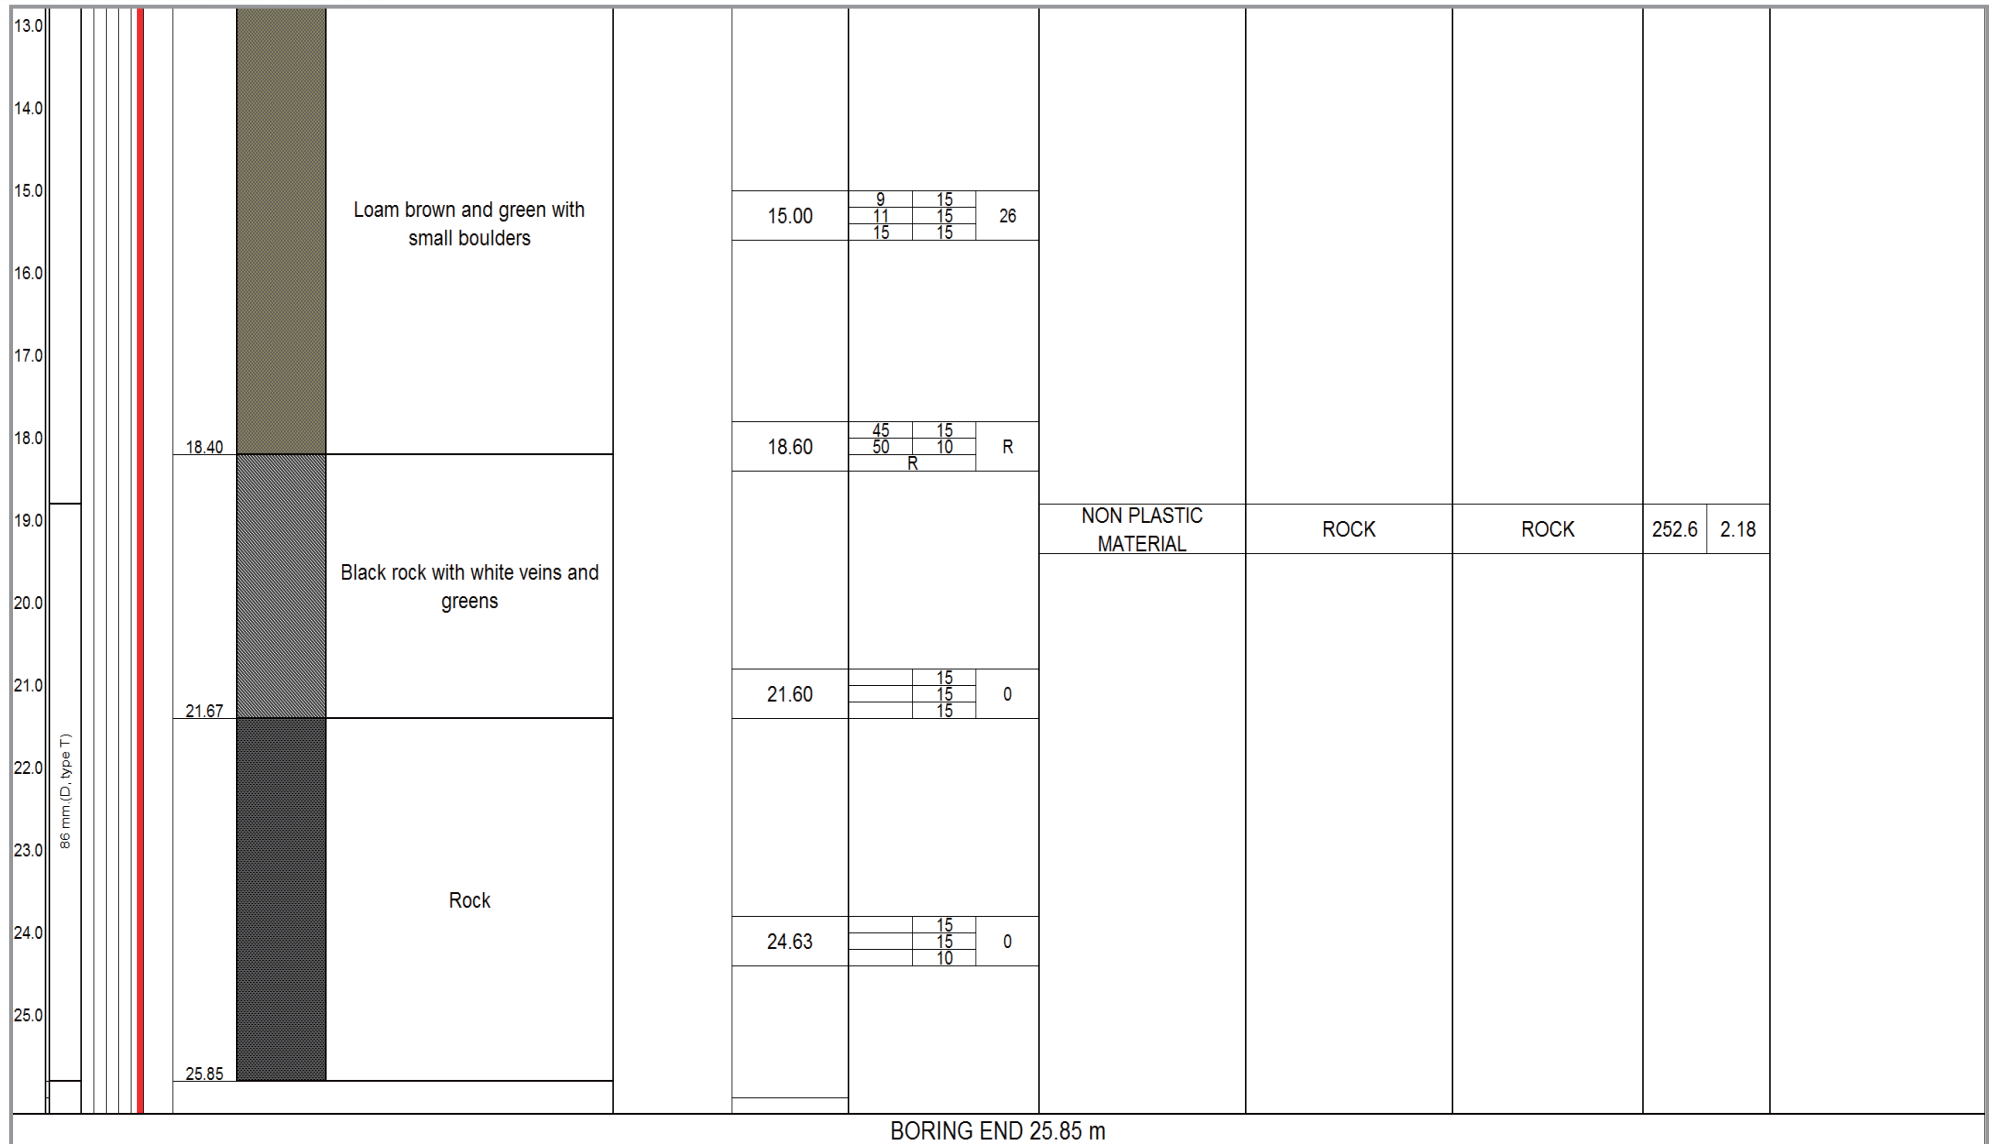 13.0
14.0
15.0
Loam brown and green with
small boulders
15.00
9 15
11 15
15 15
26
16.0
17.0
18.0
18.40
18.60
45 15
50 10
R
R
19.0
NON PLASTIC
MATERIAL
ROCK
ROCK
252.6
2.18
Black rock with white veins and
greens
20.0
21.0
21.60
15
15
15
0
21.67
22.0
86 mm.(D, type T)
23.0
Rock
24.0
24.63
15
15
10
0
25.0
25.85
BORING END 25.85 m